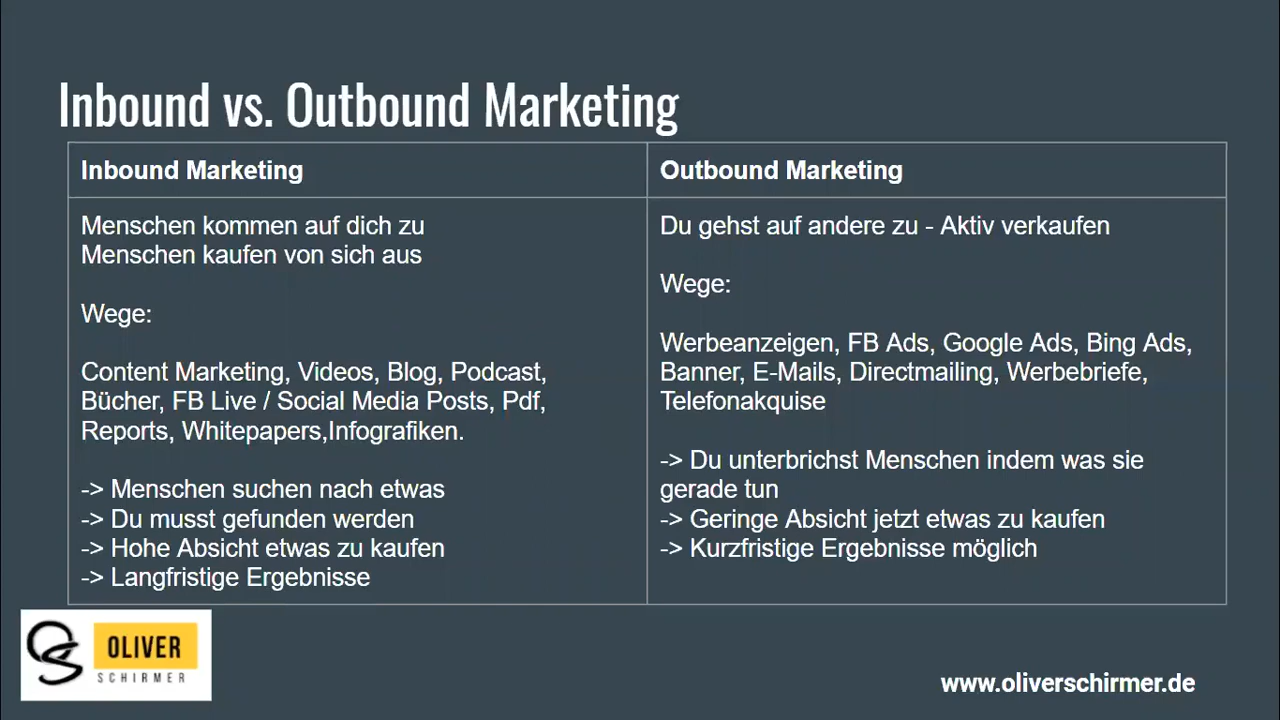 Inbound vs. Outbound Marketing
Inbound Marketing
Menschen kommen auf dich zu
Menschen kaufen von sich aus
Wege:
Content Marketing, Videos, Blog, Podcast,
Bücher, FB Live / Social Media Posts, Pdf,
Reports, Whitepapers,Infografiken.
-> Menschen suchen nach etwas
-> Du musst gefunden werden
-> Hohe Absicht etwas zu kaufen
-> Langfristige Ergebnisse
Outbound Marketing
Du gehst auf andere zu - Aktiv verkaufen
Wege:
Werbeanzeigen, FB Ads, Google Ads, Bing Ads,
Banner, E-Mails, Directmailing, Werbebriefe,
Telefonakquise
-> Du unterbrichst Menschen indem was sie
gerade tun
-> Geringe Absicht jetzt etwas zu kaufen
-> Kurzfristige Ergebnisse möglich
OS
OLIVER
SCHIRMER
www.oliverschirmer.de